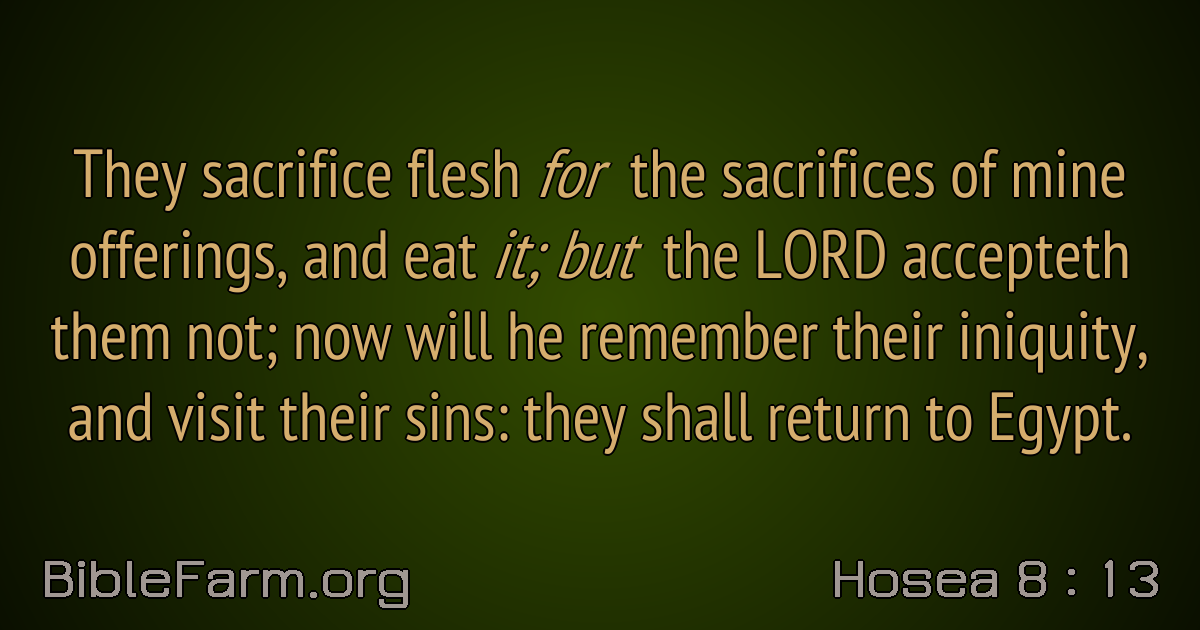 They sacrifice flesh for the sacrifices of mine
offerings, and eat it; but the LORD accepteth
them not; now will he remember their iniquity,
and visit their sins: they shall return to Egypt.
BibleFarm.org
Hosea 8 : 13